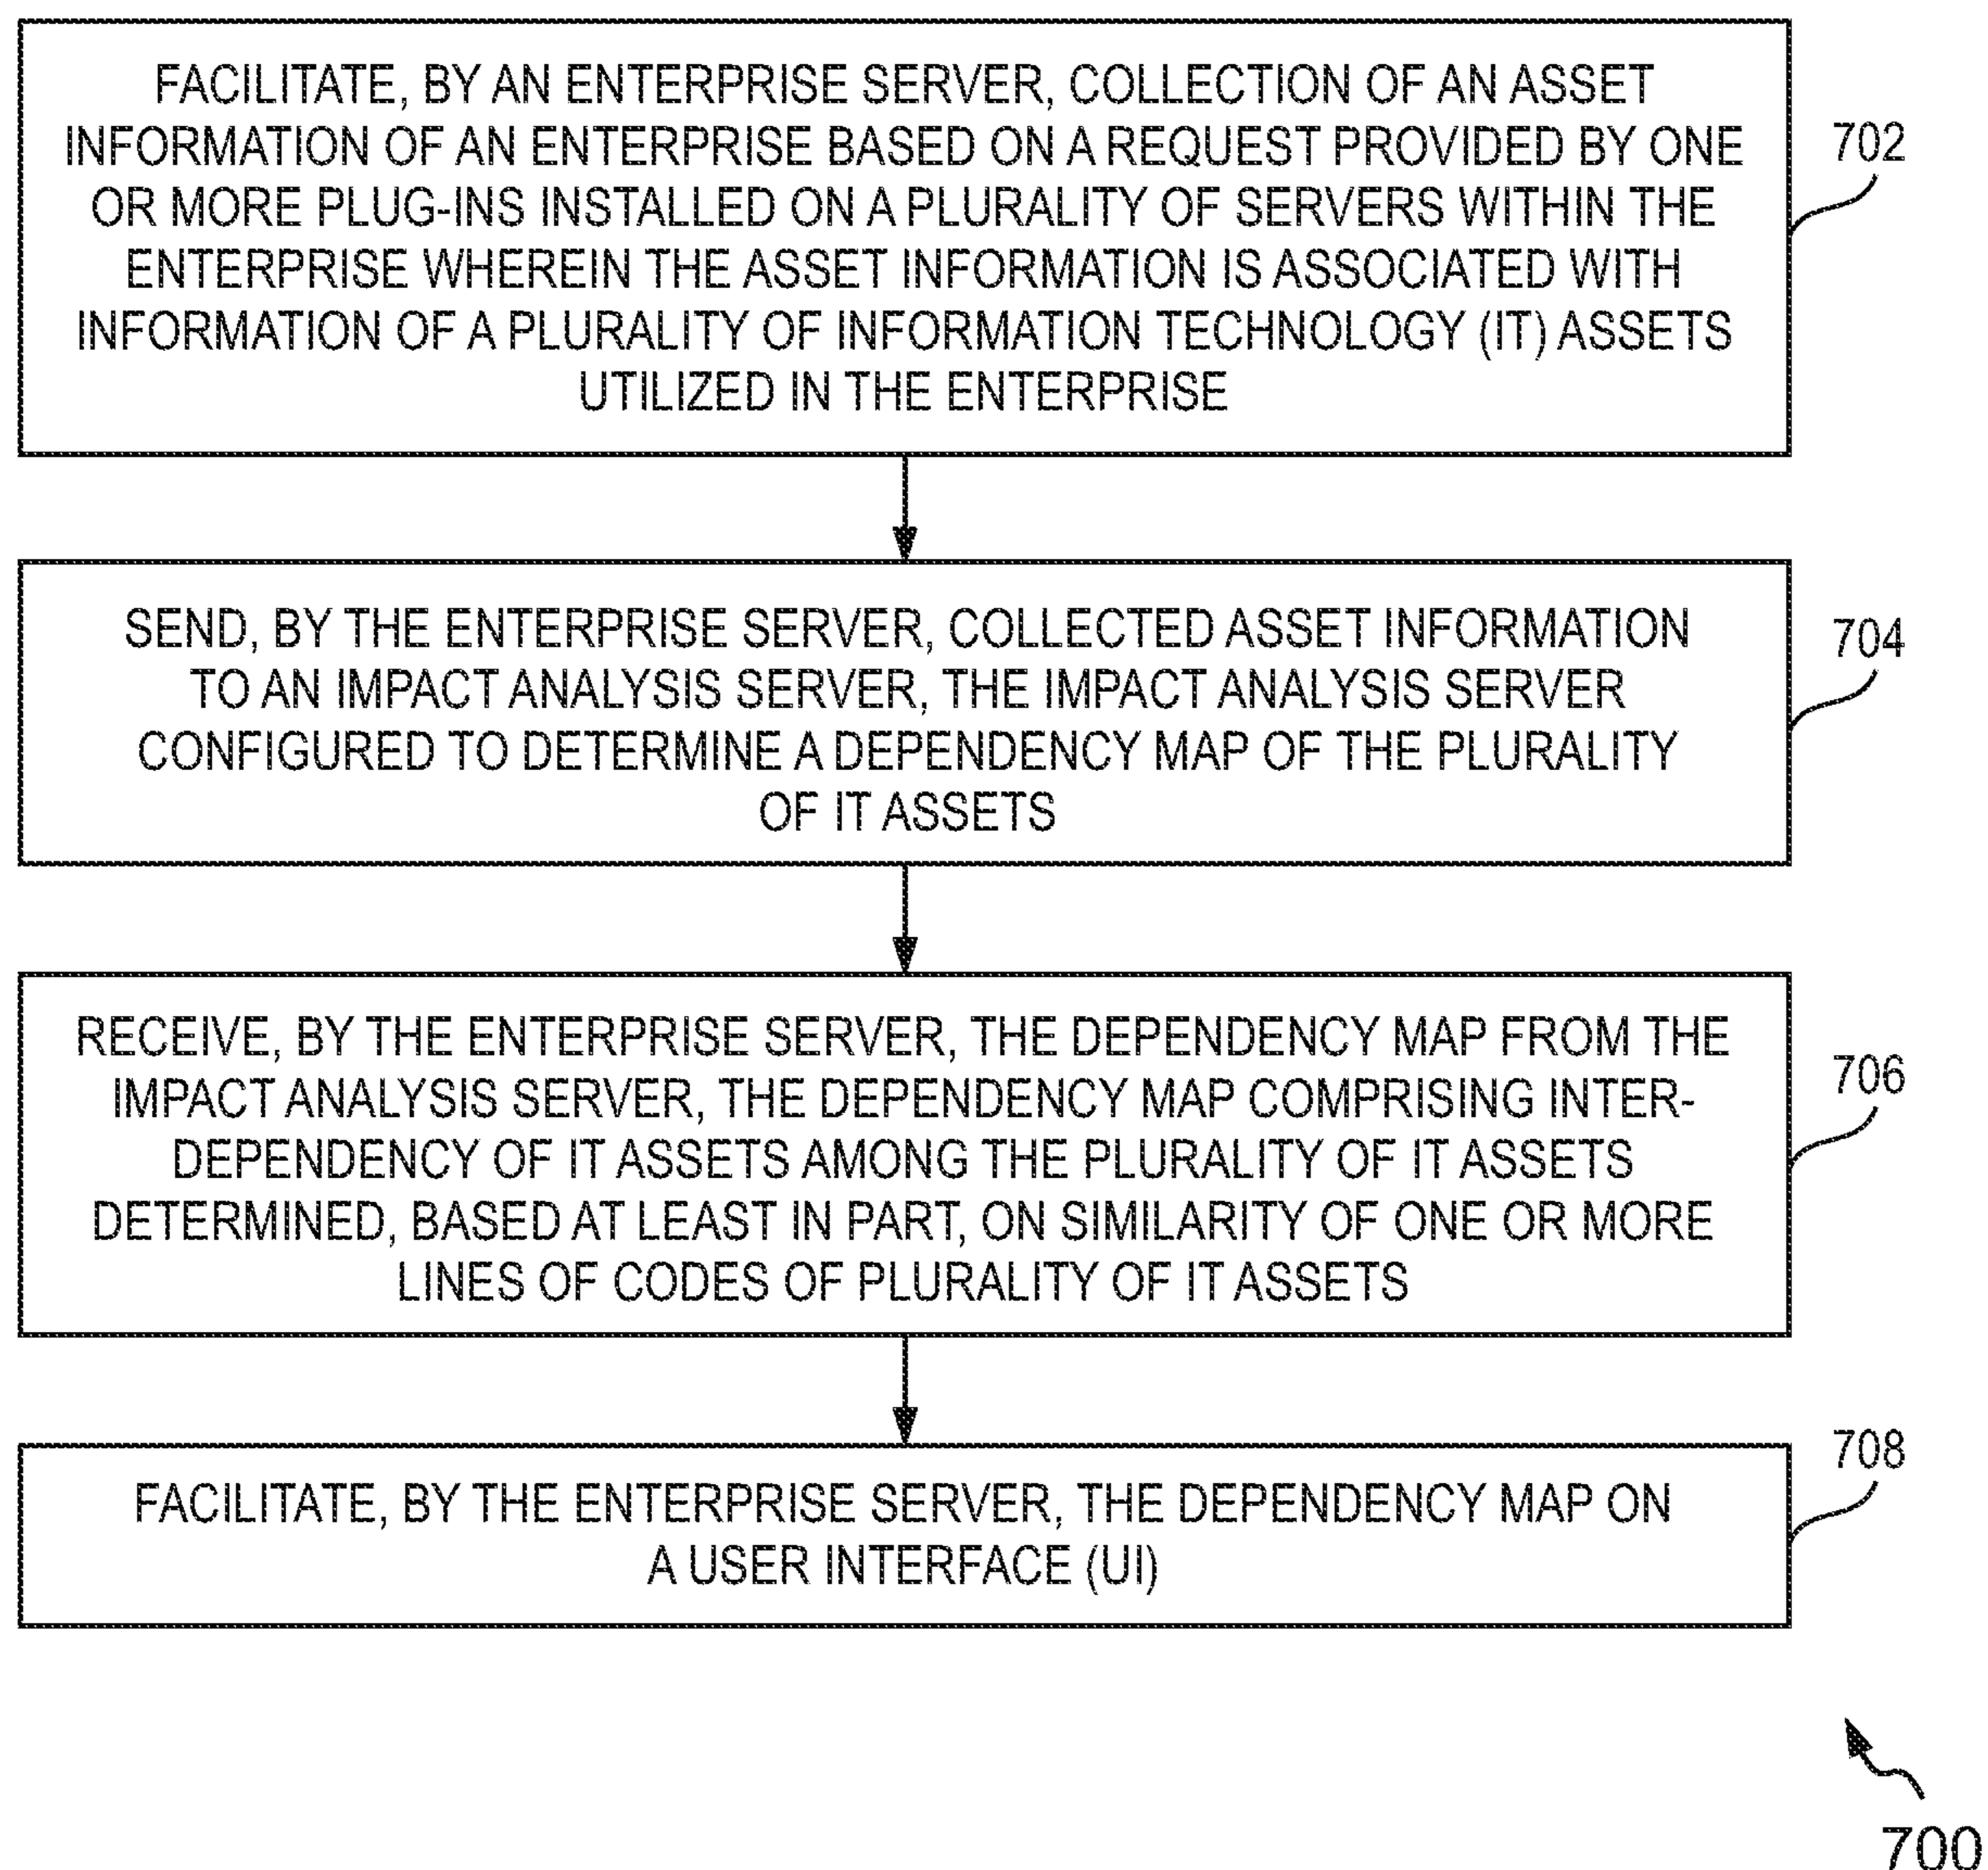 FACILITATE, BY AN ENTERPRISE SERVER, COLLECTION OF AN ASSET
INFORMATION OF AN ENTERPRISE BASED ON A REQUEST PROVIDED BY ONE
OR MORE PLUG-INS INSTALLED ON A PLURALITY OF SERVERS WITHIN THE
ENTERPRISE WHEREIN THE ASSET INFORMATION IS ASSOCIATED WITH
INFORMATION OF A PLURALITY OF INFORMATION TECHNOLOGY (IT) ASSETS
UTILIZED IN THE ENTERPRISE
702
SEND, BY THE ENTERPRISE SERVER, COLLECTED ASSET INFORMATION
TO AN IMPACT ANALYSIS SERVER, THE IMPACT ANALYSIS SERVER
CONFIGURED TO DETERMINE A DEPENDENCY MAP OF THE PLURALITY
OF IT ASSETS
704
RECEIVE, BY THE ENTERPRISE SERVER, THE DEPENDENCY MAP FROM THE
IMPACT ANALYSIS SERVER, THE DEPENDENCY MAP COMPRISING INTER-
DEPENDENCY OF IT ASSETS AMONG THE PLURALITY OF IT ASSETS
DETERMINED, BASED AT LEAST IN PART, ON SIMILARITY OF ONE OR MORE
LINES OF CODES OF PLURALITY OF IT ASSETS
706
FACILITATE, BY THE ENTERPRISE SERVER, THE DEPENDENCY MAP ON
A USER INTERFACE (UI)
708
700